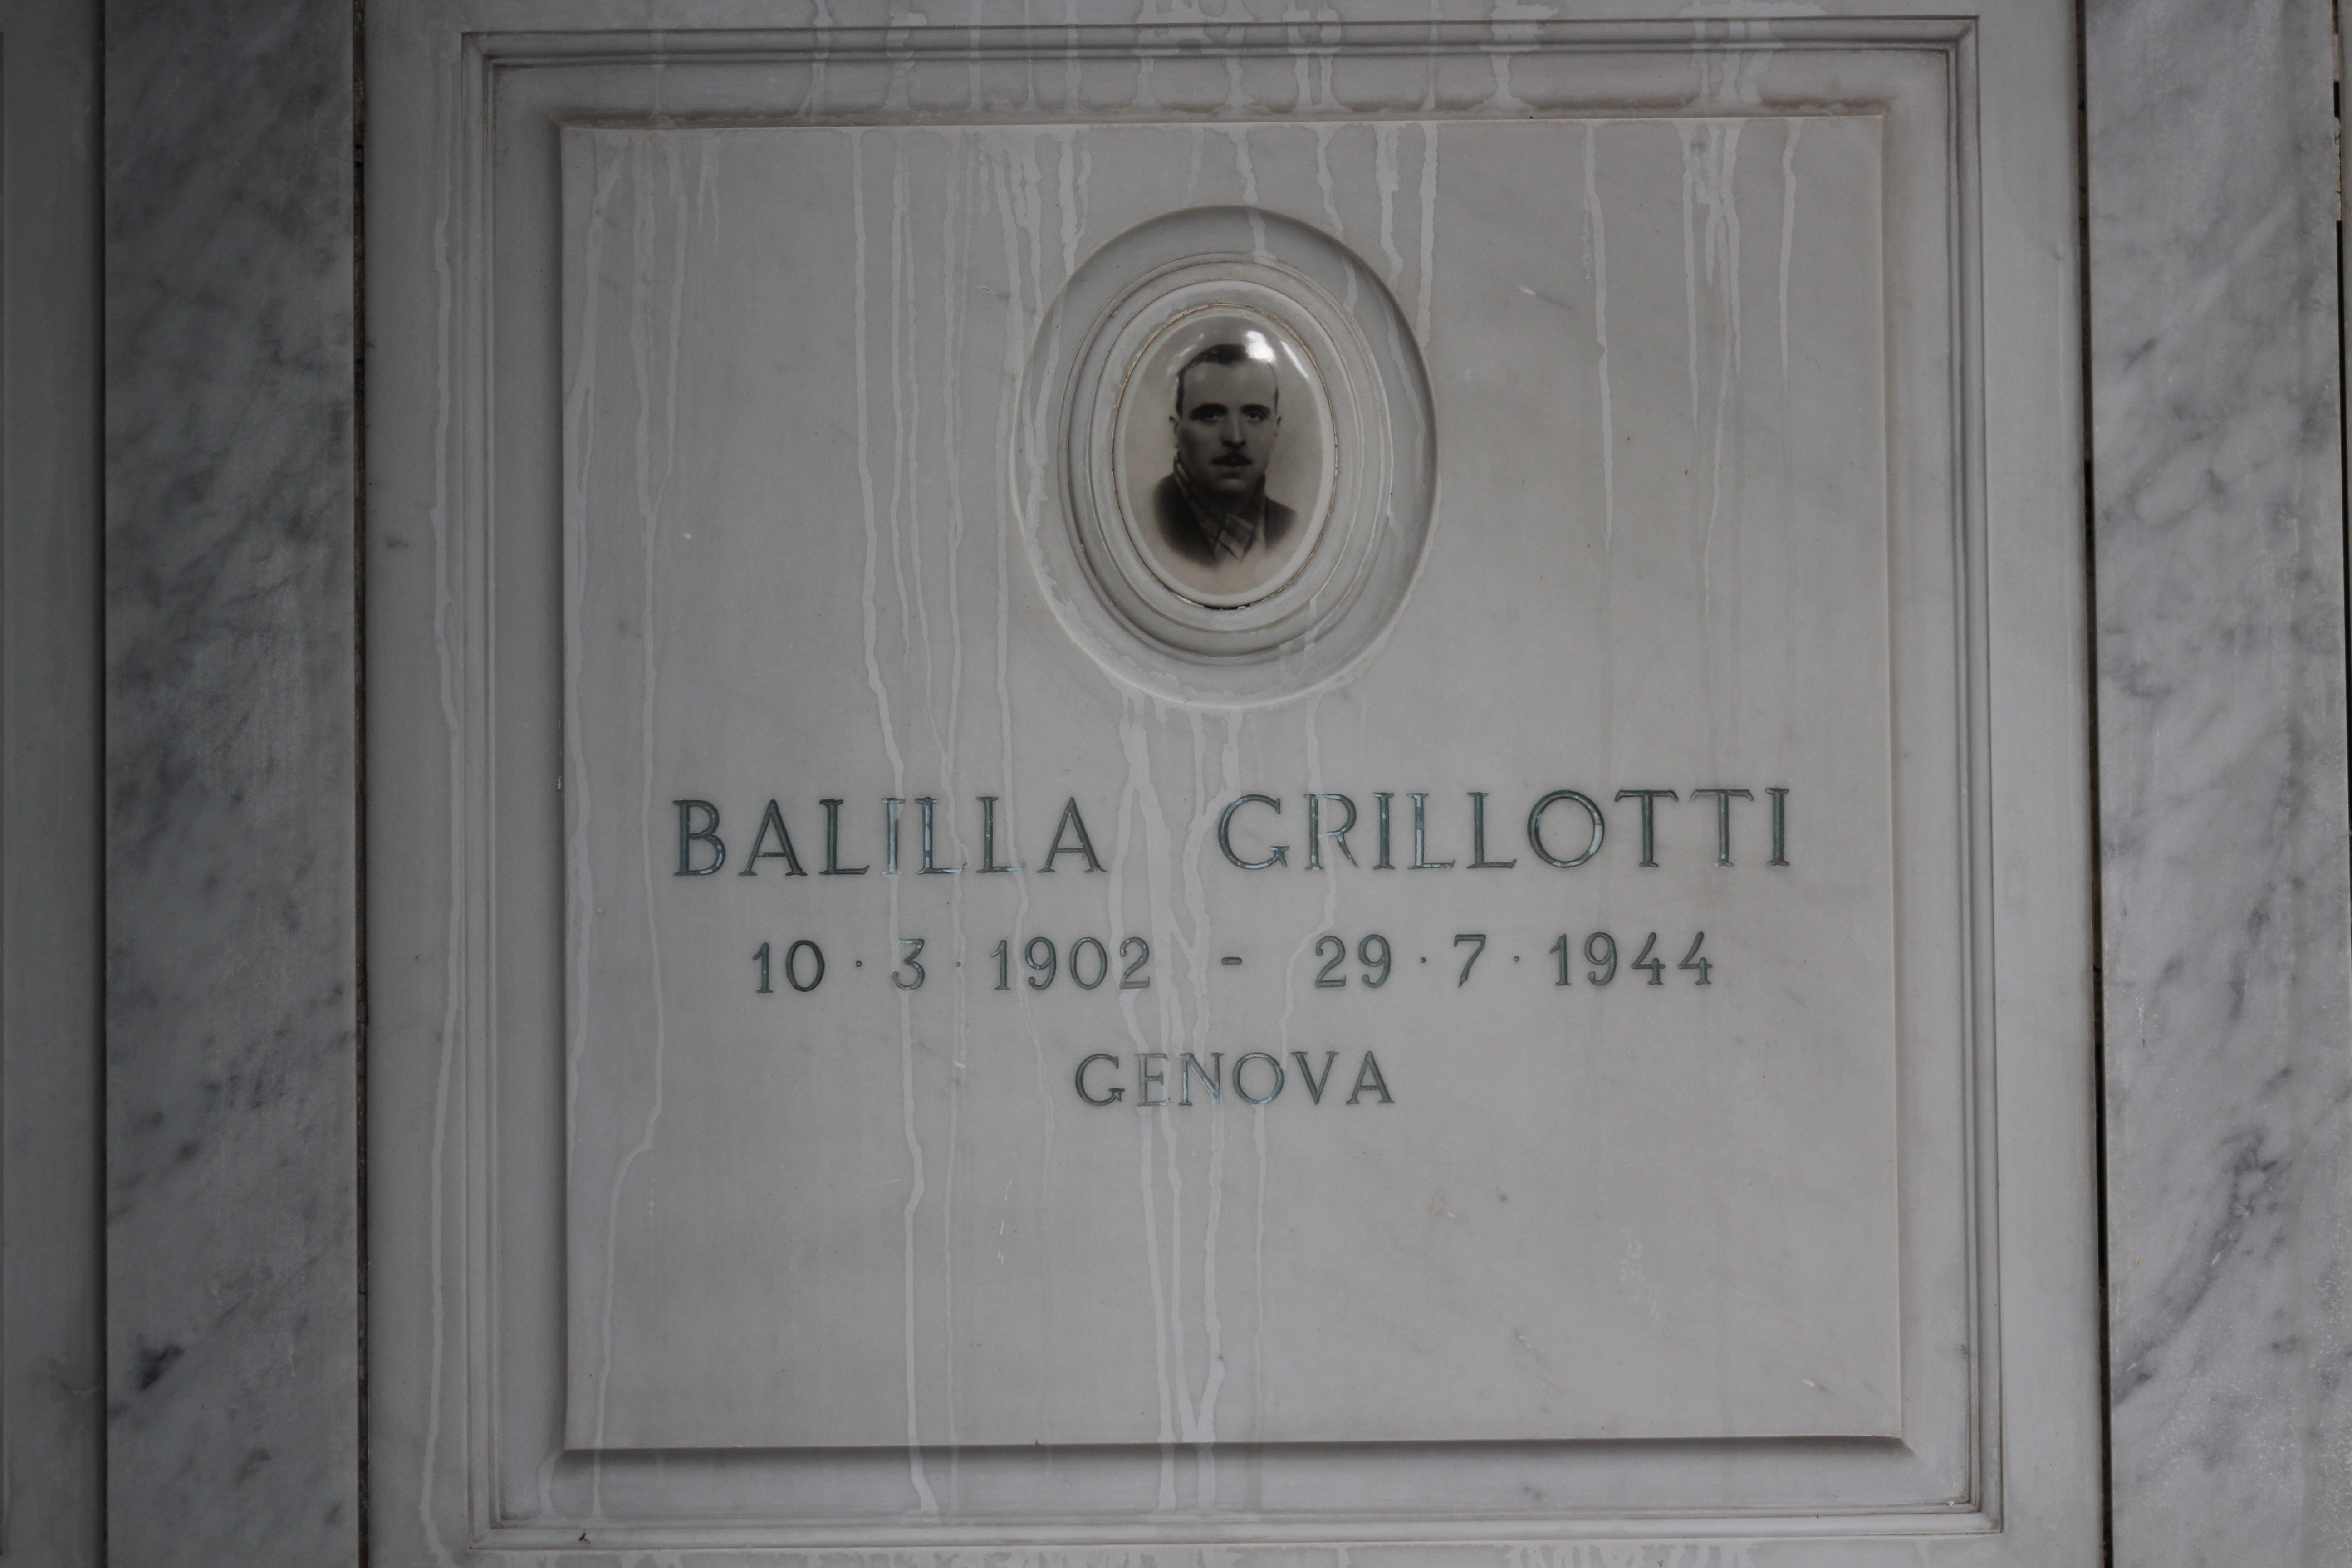 BALILLA GRILLOTTI
10 · 3 · 1902 - 29 · 7 · 1944
GENOVA